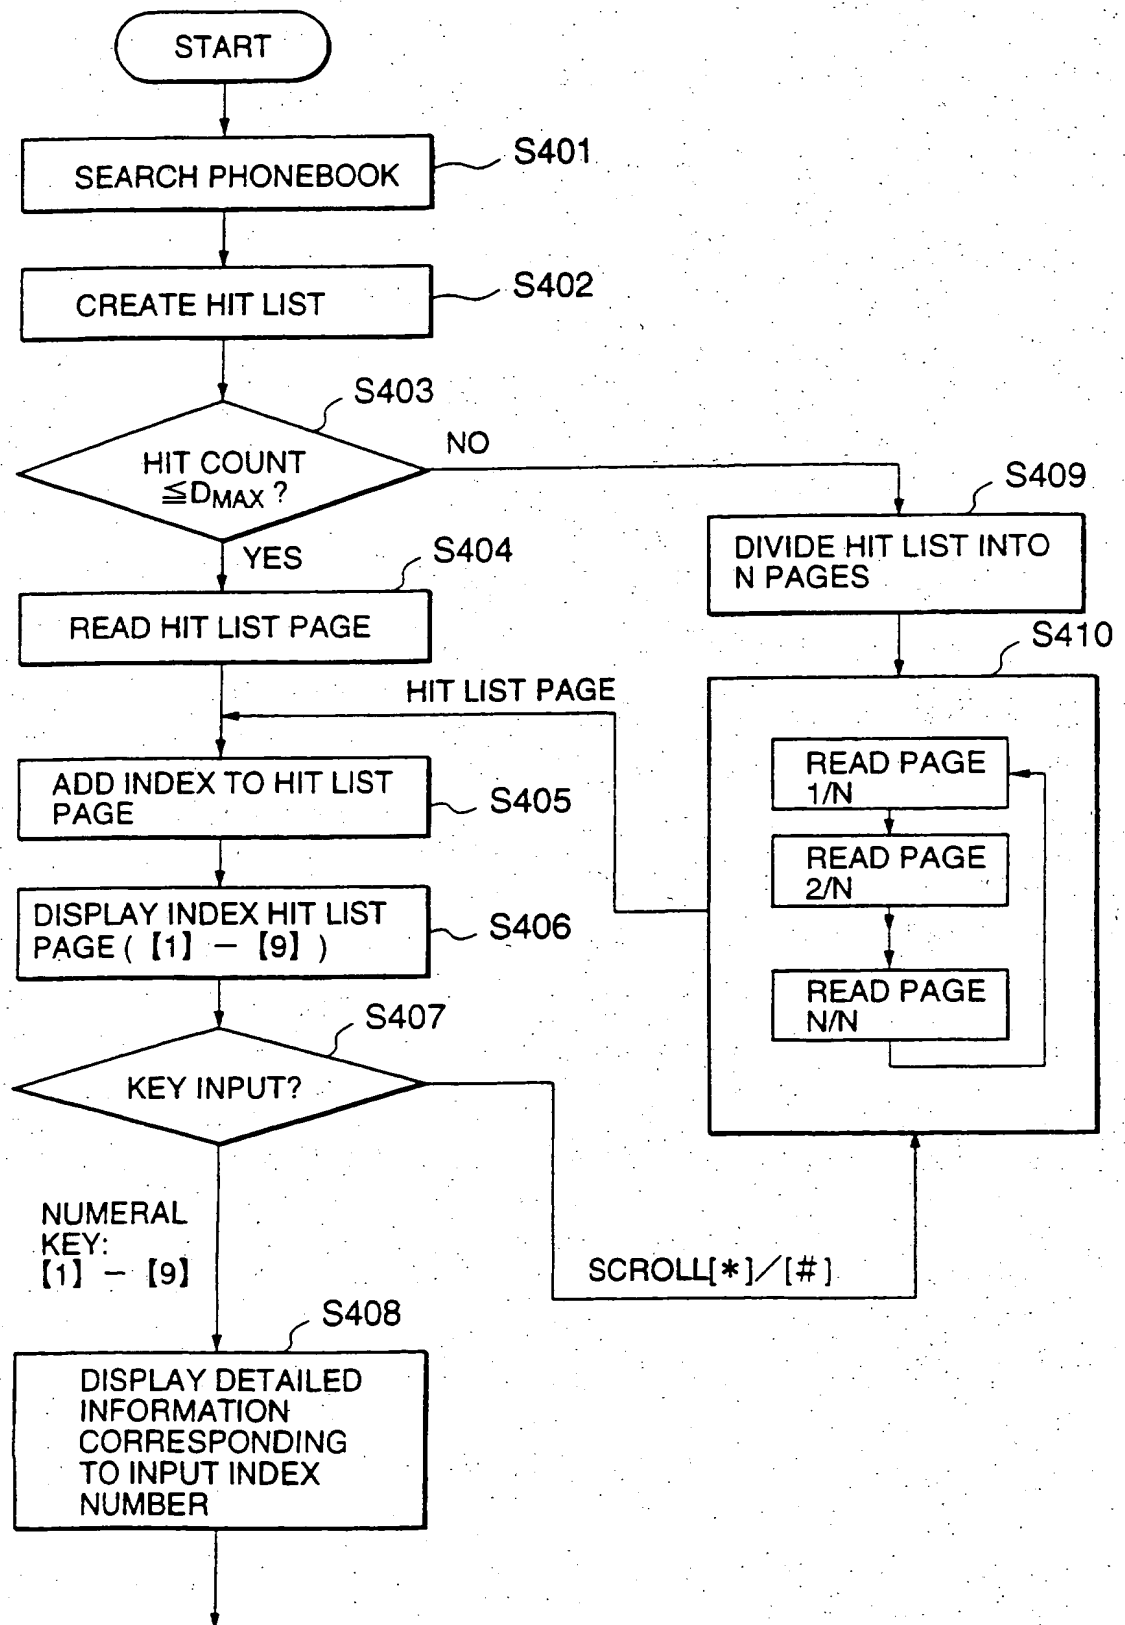 START
SEARCH PHONEBOOK
S401
CREATE HIT LIST
S402
S403
HIT COUNT
≦DMAX ?
NO
YES
S404
READ HIT LIST PAGE
S409
DIVIDE HIT LIST INTO
N PAGES
S410
HIT LIST PAGE
READ PAGE
1/N
READ PAGE
2/N
READ PAGE
N/N
ADD INDEX TO HIT LIST
PAGE
S405
DISPLAY INDEX HIT LIST
PAGE (【1】 − 【9】)
S406
S407
KEY INPUT?
NUMERAL
KEY:
【1】 − 【9】
SCROLL[*]/[#]
S408
DISPLAY DETAILED
INFORMATION
CORRESPONDING
TO INPUT INDEX
NUMBER